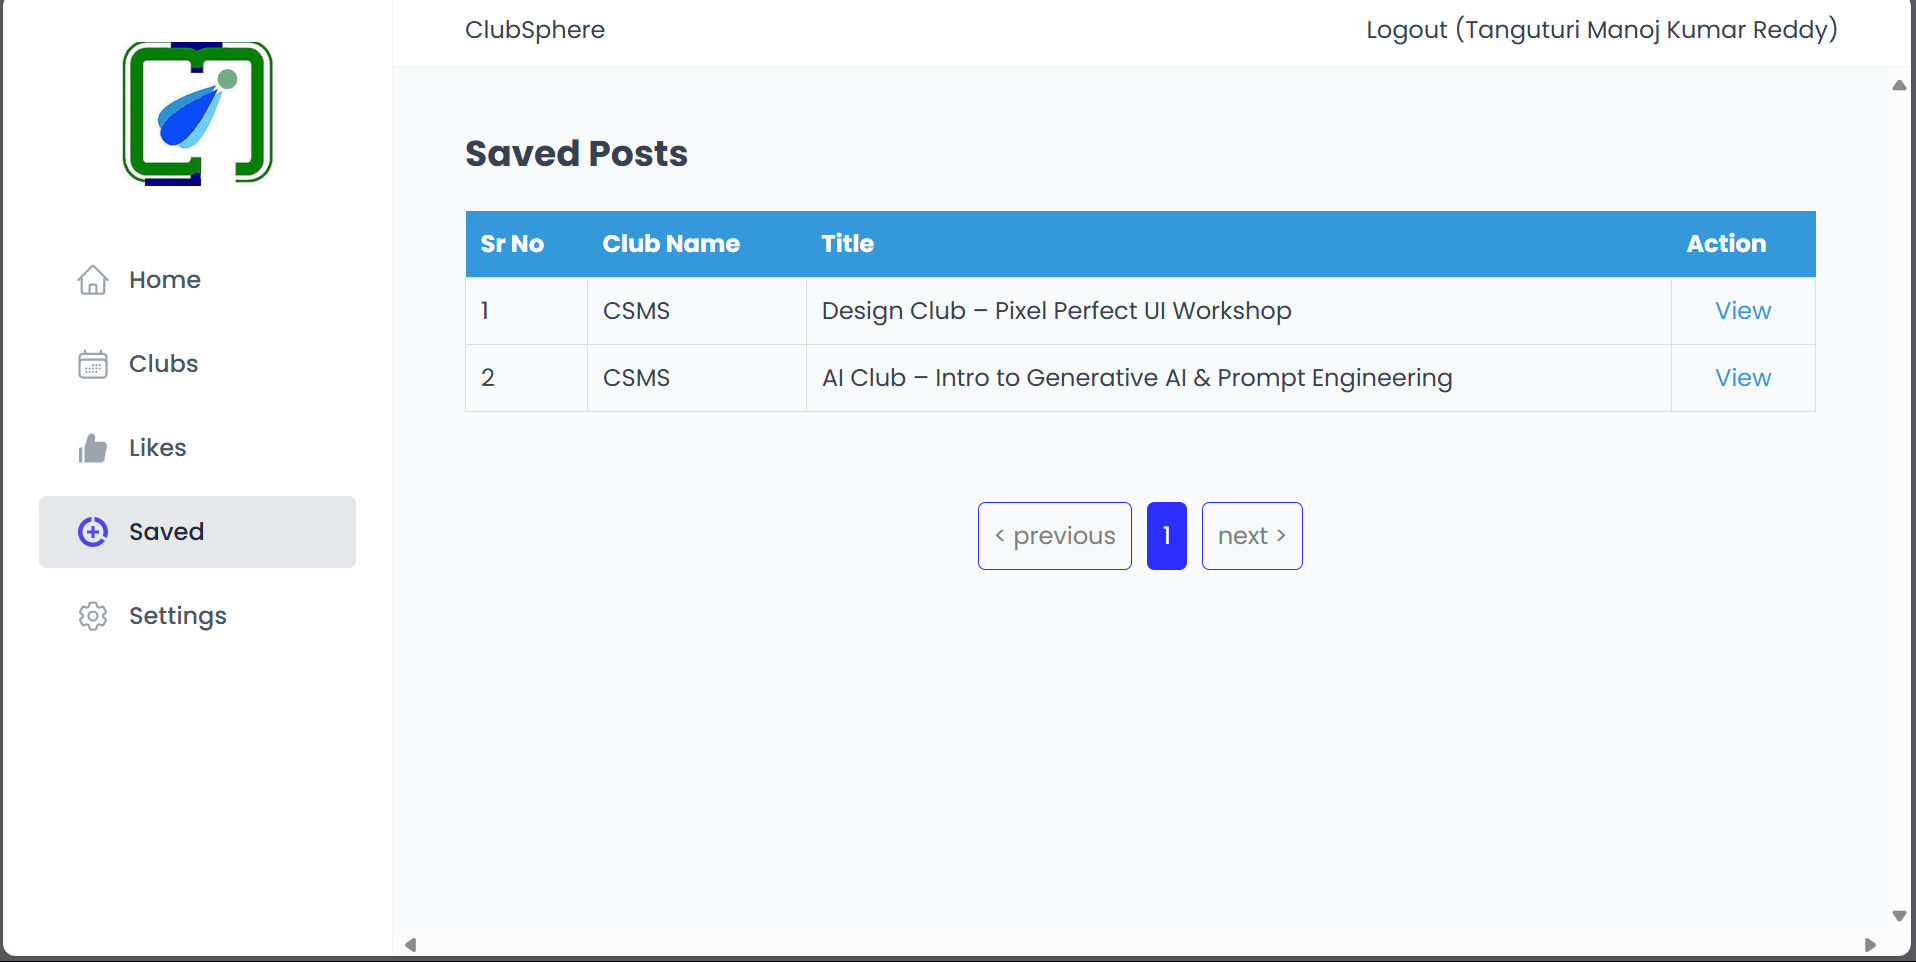 ClubSphere
Logout (Tanguturi Manoj Kumar Reddy)
Home
Clubs
Likes
Saved
Settings
Saved Posts
Sr No Club Name Title Action
1 CSMS Design Club – Pixel Perfect UI Workshop View
2 CSMS AI Club – Intro to Generative AI & Prompt Engineering View
< previous 1 next >